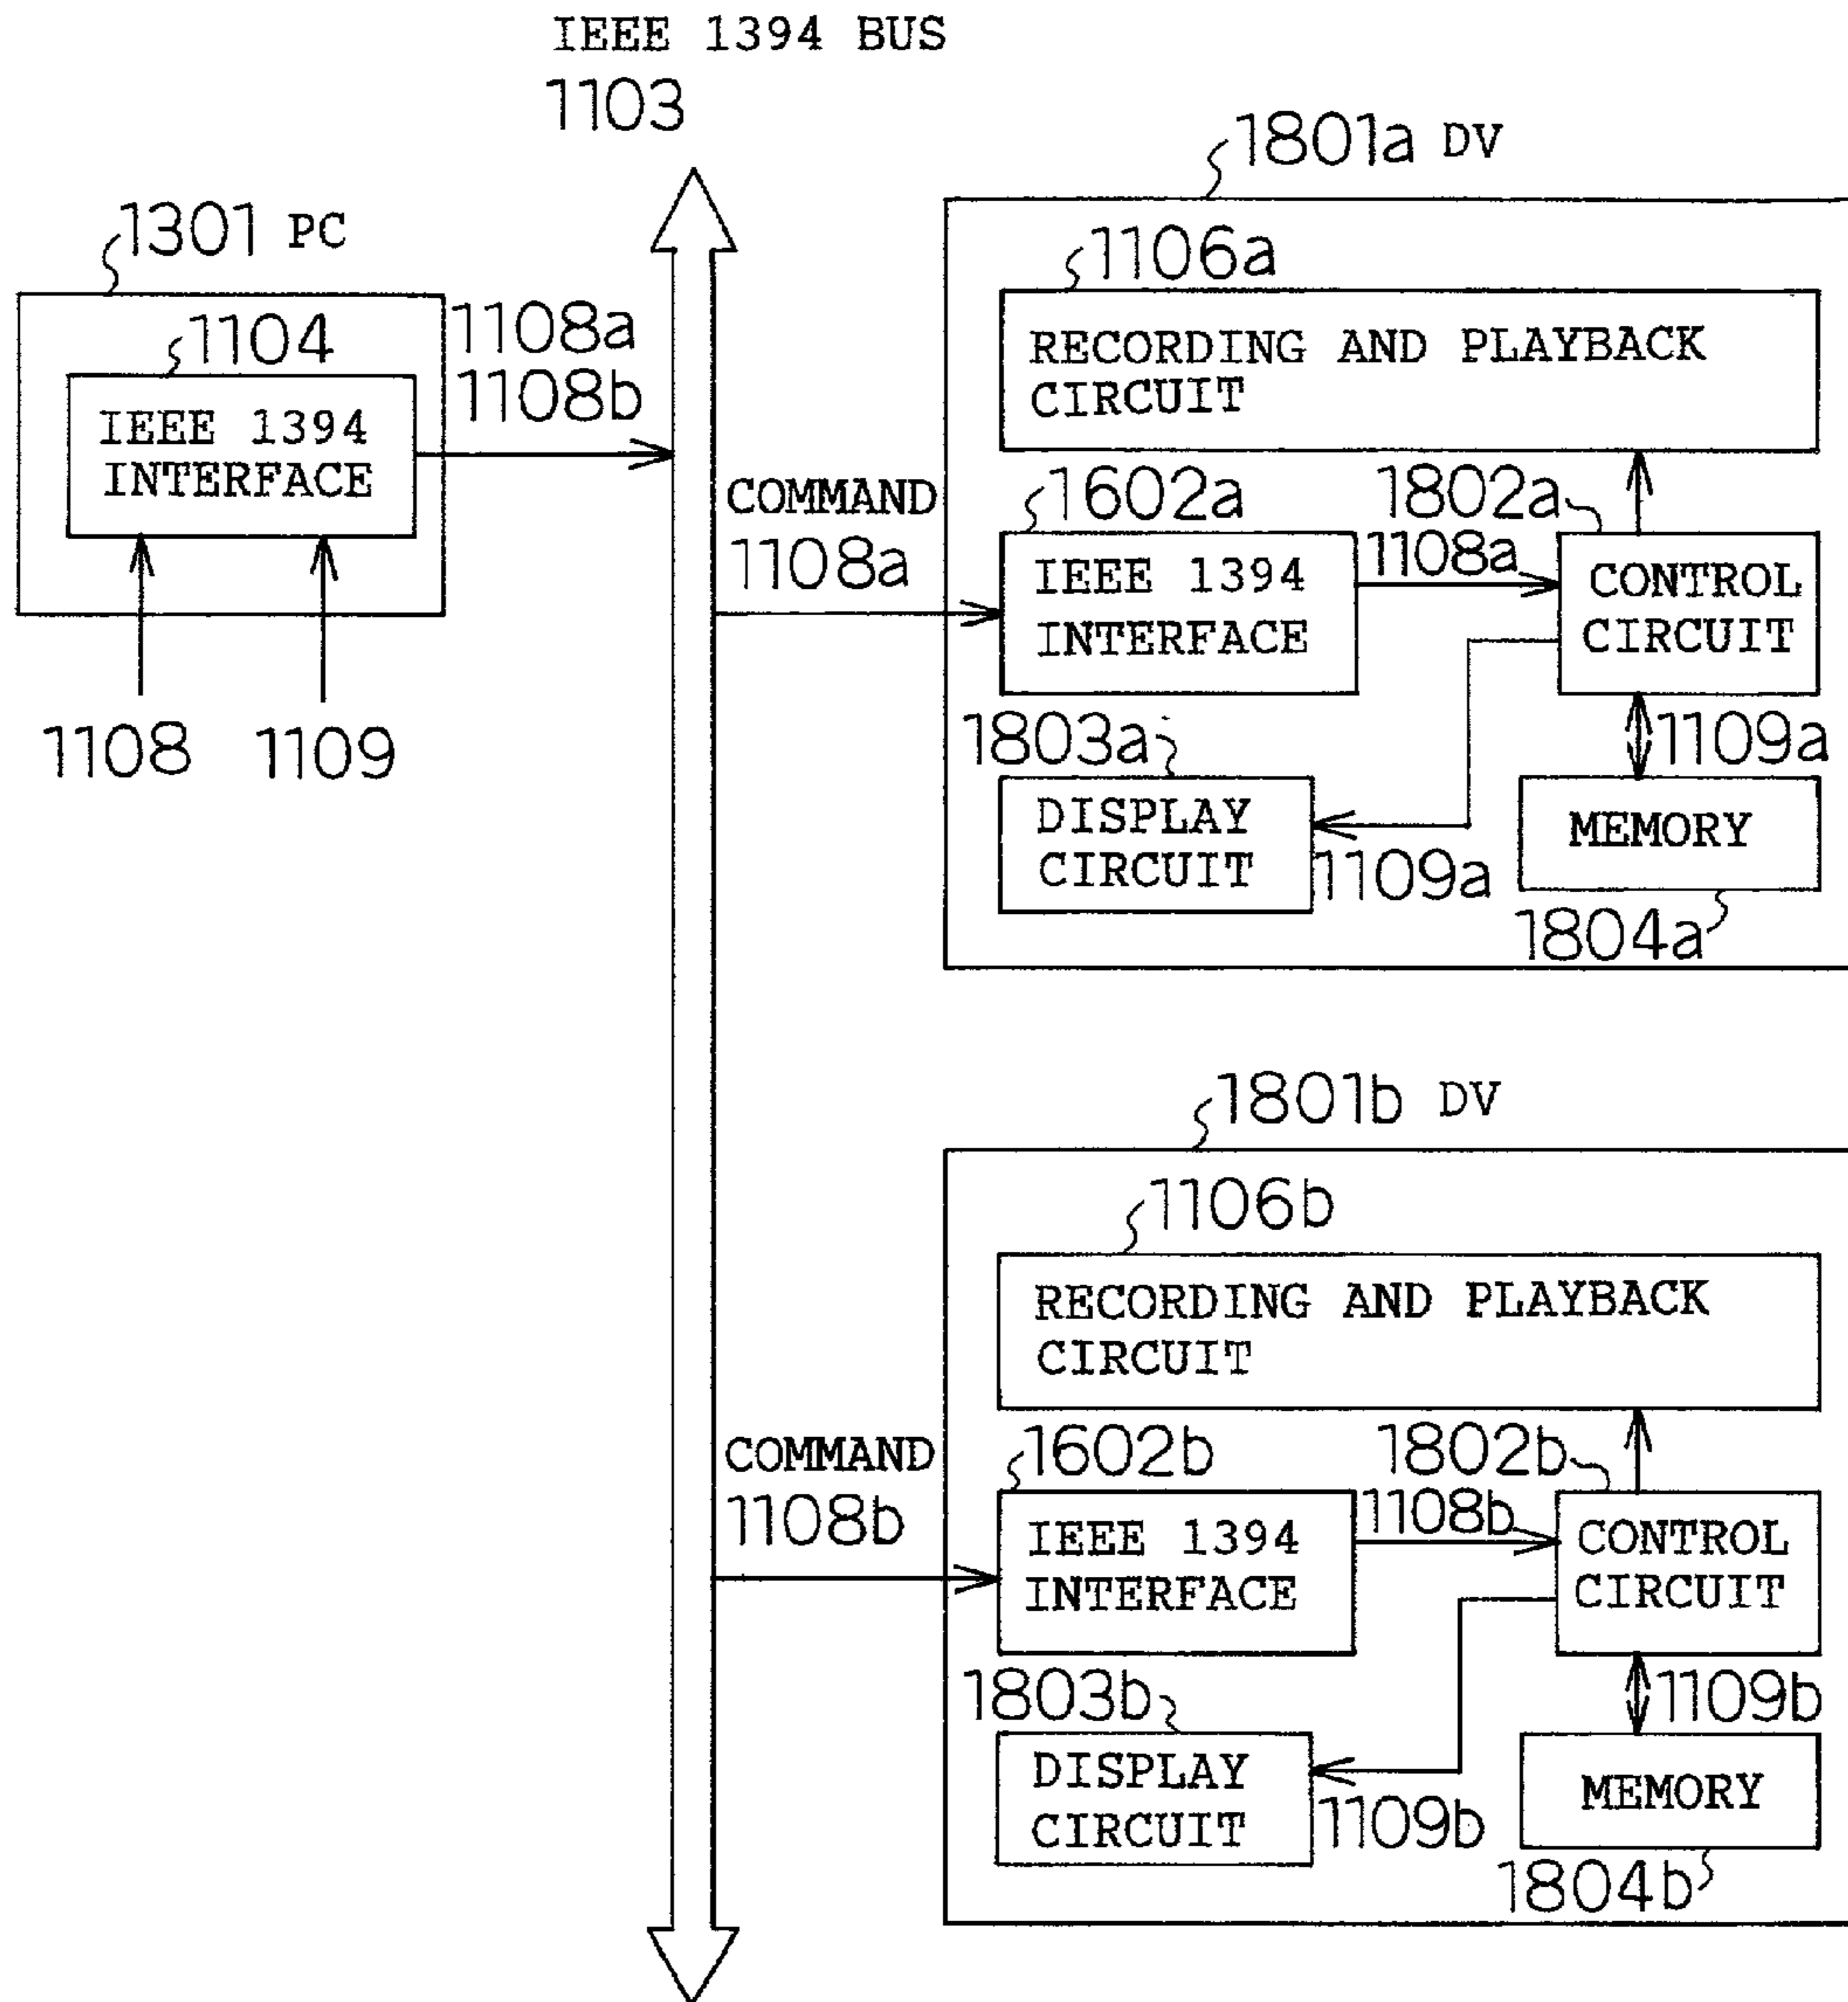 IEEE 1394 BUS
1103
1301 PC
1104
IEEE 1394
INTERFACE
1108a
1108b
1108
1109
COMMAND
1108a
1801a DV
1106a
RECORDING AND PLAYBACK
CIRCUIT
1602a
IEEE 1394
INTERFACE
1108a
1802a
CONTROL
CIRCUIT
1803a
DISPLAY
CIRCUIT
1109a
1109a
MEMORY
1804a
COMMAND
1108b
1801b DV
1106b
RECORDING AND PLAYBACK
CIRCUIT
1602b
IEEE 1394
INTERFACE
1108b
1802b
CONTROL
CIRCUIT
1803b
DISPLAY
CIRCUIT
1109b
1109b
MEMORY
1804b